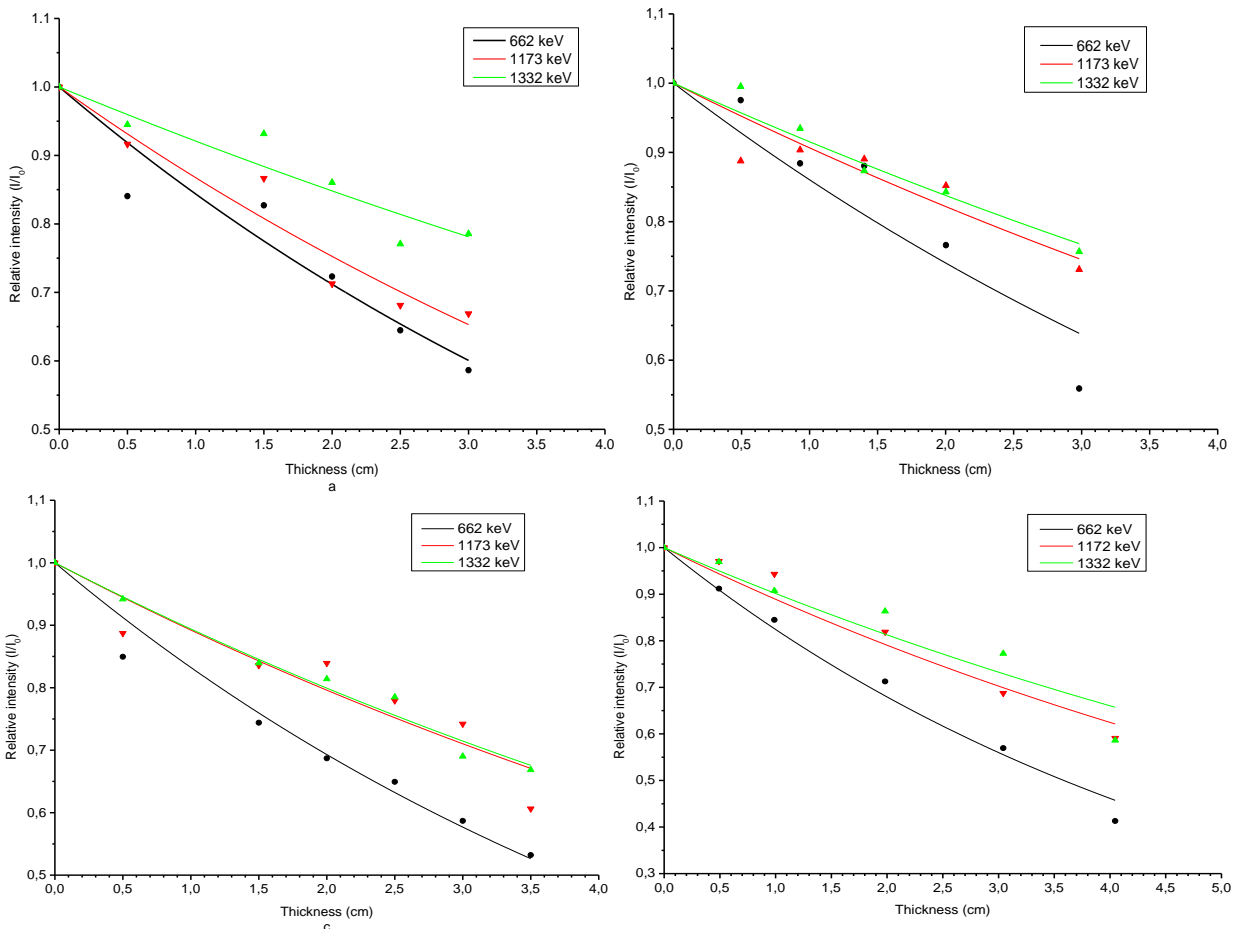 1.1
1.0
0.9
0.8
0.7
0.6
0.5
0.0 0.5 1.0 1.5 2.0 2.5 3.0 3.5 4.0
Relative intensity (I/I0)
Thickness (cm)
a
662 keV
1173 keV
1332 keV
1,1
1,0
0,9
0,8
0,7
0,6
0,5
0,0 0,5 1,0 1,5 2,0 2,5 3,0 3,5 4,0
Relative intensity (I/I0)
Thickness (cm)
662 keV
1173 keV
1332 keV
1,1
1,0
0,9
0,8
0,7
0,6
0,5
0,0 0,5 1,0 1,5 2,0 2,5 3,0 3,5 4,0
Relative intensity (I/I0)
Thickness (cm)
c
662 keV
1173 keV
1332 keV
1,1
1,0
0,9
0,8
0,7
0,6
0,5
0,4
0,3
0,0 0,5 1,0 1,5 2,0 2,5 3,0 3,5 4,0 4,5 5,0
Relative intensity (I/I0)
Thickness (cm)
662 keV
1172 keV
1332 keV